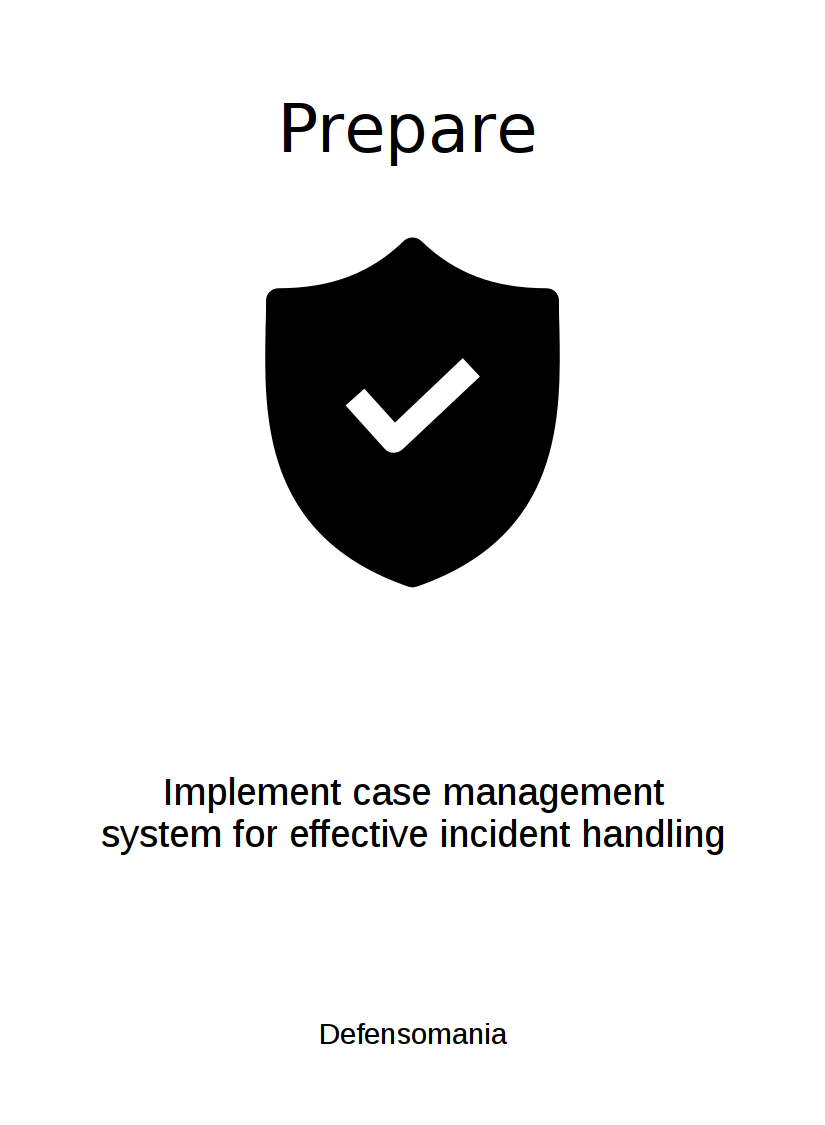 Prepare
Implement case management
system for effective incident handling
Defensomania